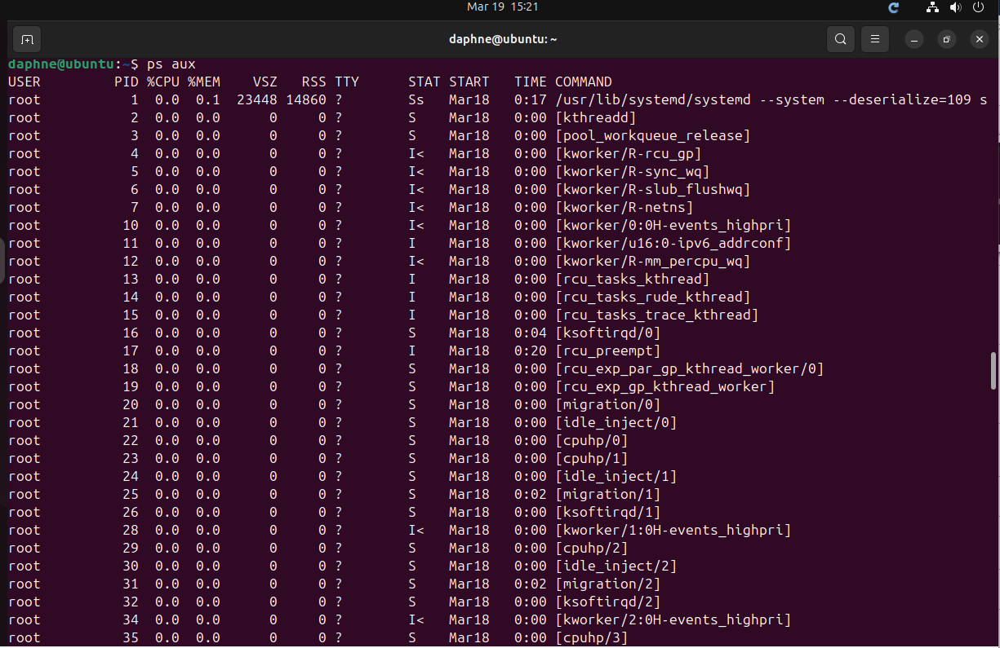 Mar 19 15:21
daphne@ubuntu: ~
daphne@ubuntu:~$ ps aux
USER         PID %CPU %MEM    VSZ   RSS TTY      STAT START   TIME COMMAND
root           1  0.0  0.1  23448 14860 ?        Ss   Mar18   0:17 /usr/lib/systemd/systemd --system --deserialize=109 s
root           2  0.0  0.0      0     0 ?        S    Mar18   0:00 [kthreadd]
root           3  0.0  0.0      0     0 ?        S    Mar18   0:00 [pool_workqueue_release]
root           4  0.0  0.0      0     0 ?        I<   Mar18   0:00 [kworker/R-rcu_gp]
root           5  0.0  0.0      0     0 ?        I<   Mar18   0:00 [kworker/R-sync_wq]
root           6  0.0  0.0      0     0 ?        I<   Mar18   0:00 [kworker/R-slub_flushwq]
root           7  0.0  0.0      0     0 ?        I<   Mar18   0:00 [kworker/R-netns]
root          10  0.0  0.0      0     0 ?        I<   Mar18   0:00 [kworker/0:0H-events_highpri]
root          11  0.0  0.0      0     0 ?        I    Mar18   0:00 [kworker/u16:0-ipv6_addrconf]
root          12  0.0  0.0      0     0 ?        I<   Mar18   0:00 [kworker/R-mm_percpu_wq]
root          13  0.0  0.0      0     0 ?        I    Mar18   0:00 [rcu_tasks_kthread]
root          14  0.0  0.0      0     0 ?        I    Mar18   0:00 [rcu_tasks_rude_kthread]
root          15  0.0  0.0      0     0 ?        I    Mar18   0:00 [rcu_tasks_trace_kthread]
root          16  0.0  0.0      0     0 ?        S    Mar18   0:04 [ksoftirqd/0]
root          17  0.0  0.0      0     0 ?        I    Mar18   0:20 [rcu_preempt]
root          18  0.0  0.0      0     0 ?        S    Mar18   0:00 [rcu_exp_par_gp_kthread_worker/0]
root          19  0.0  0.0      0     0 ?        S    Mar18   0:00 [rcu_exp_gp_kthread_worker]
root          20  0.0  0.0      0     0 ?        S    Mar18   0:00 [migration/0]
root          21  0.0  0.0      0     0 ?        S    Mar18   0:00 [idle_inject/0]
root          22  0.0  0.0      0     0 ?        S    Mar18   0:00 [cpuhp/0]
root          23  0.0  0.0      0     0 ?        S    Mar18   0:00 [cpuhp/1]
root          24  0.0  0.0      0     0 ?        S    Mar18   0:00 [idle_inject/1]
root          25  0.0  0.0      0     0 ?        S    Mar18   0:02 [migration/1]
root          26  0.0  0.0      0     0 ?        S    Mar18   0:00 [ksoftirqd/1]
root          28  0.0  0.0      0     0 ?        I<   Mar18   0:00 [kworker/1:0H-events_highpri]
root          29  0.0  0.0      0     0 ?        S    Mar18   0:00 [cpuhp/2]
root          30  0.0  0.0      0     0 ?        S    Mar18   0:00 [idle_inject/2]
root          31  0.0  0.0      0     0 ?        S    Mar18   0:02 [migration/2]
root          32  0.0  0.0      0     0 ?        S    Mar18   0:00 [ksoftirqd/2]
root          34  0.0  0.0      0     0 ?        I<   Mar18   0:00 [kworker/2:0H-events_highpri]
root          35  0.0  0.0      0     0 ?        S    Mar18   0:00 [cpuhp/3]